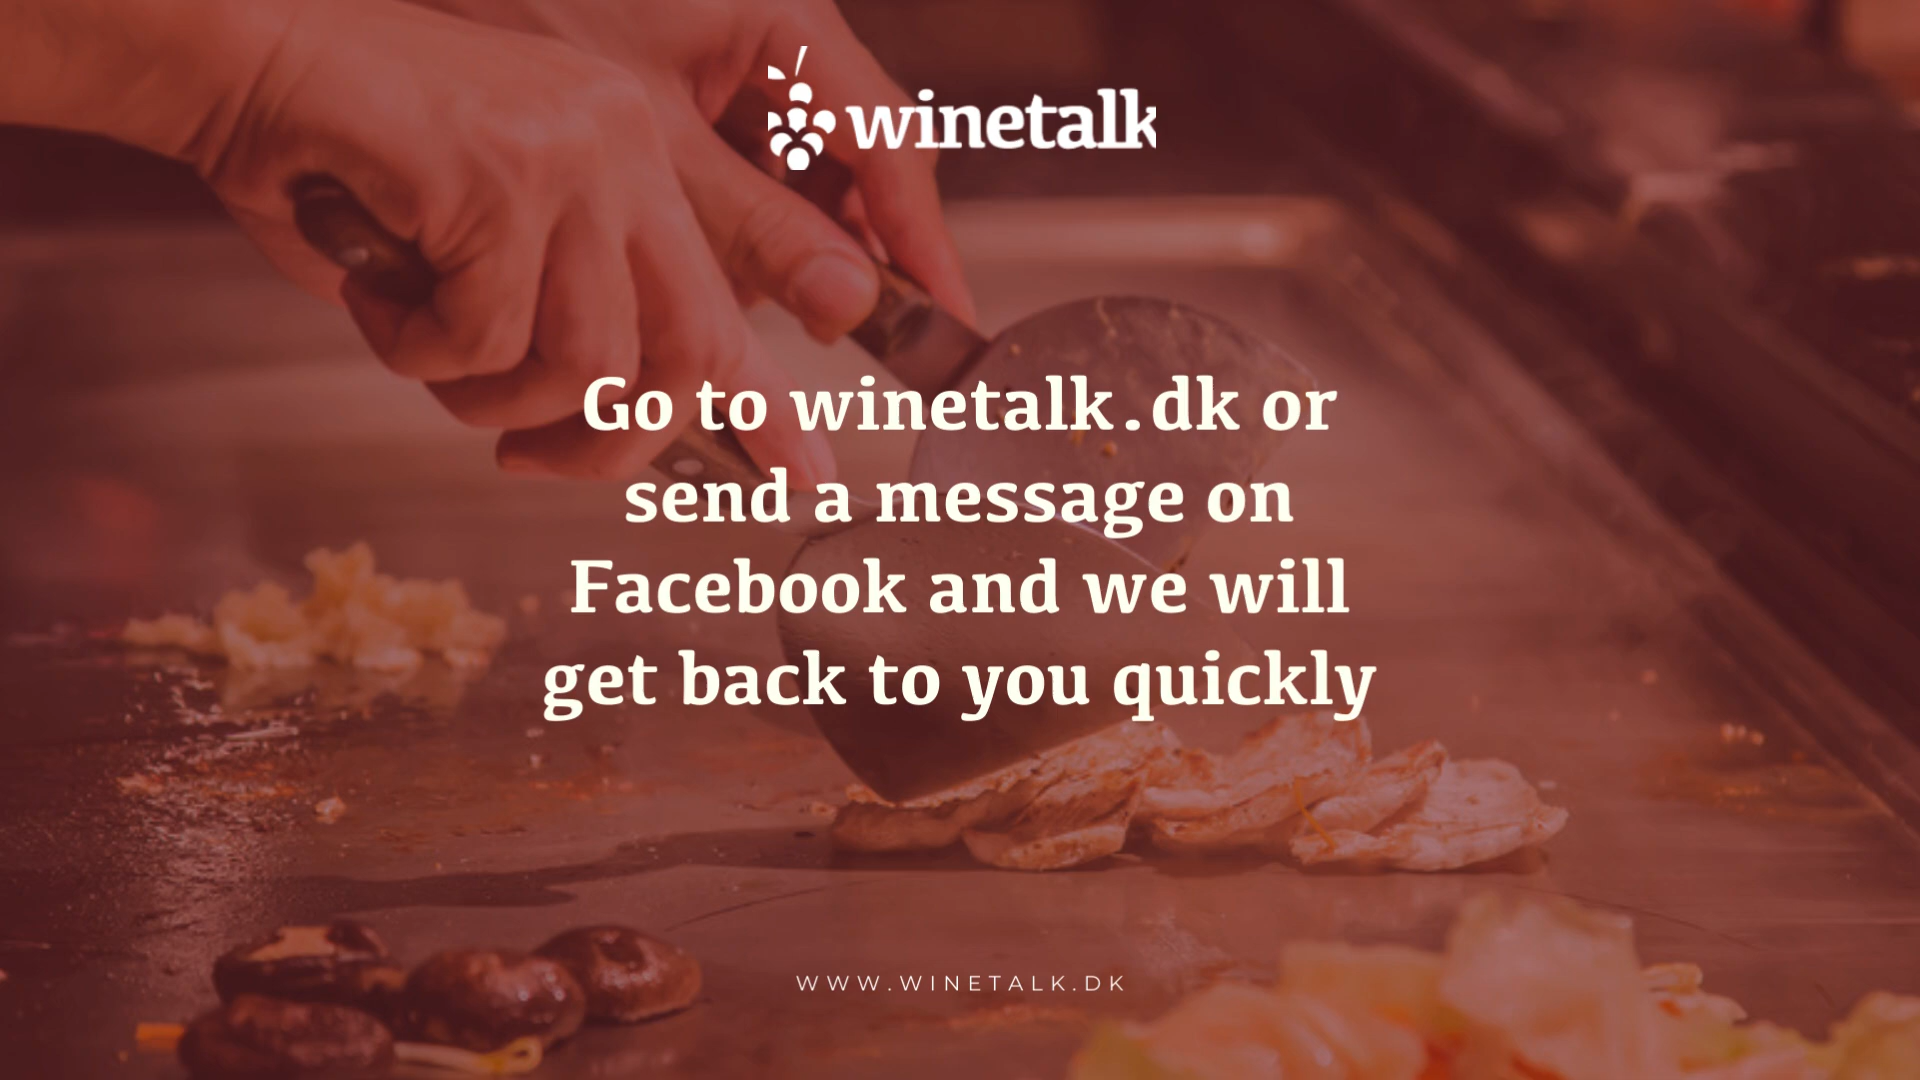 winetalk
Go to winetalk.dk or
send a message on
Facebook and we will
get back to you quickly
WWW.WINETALK.DK